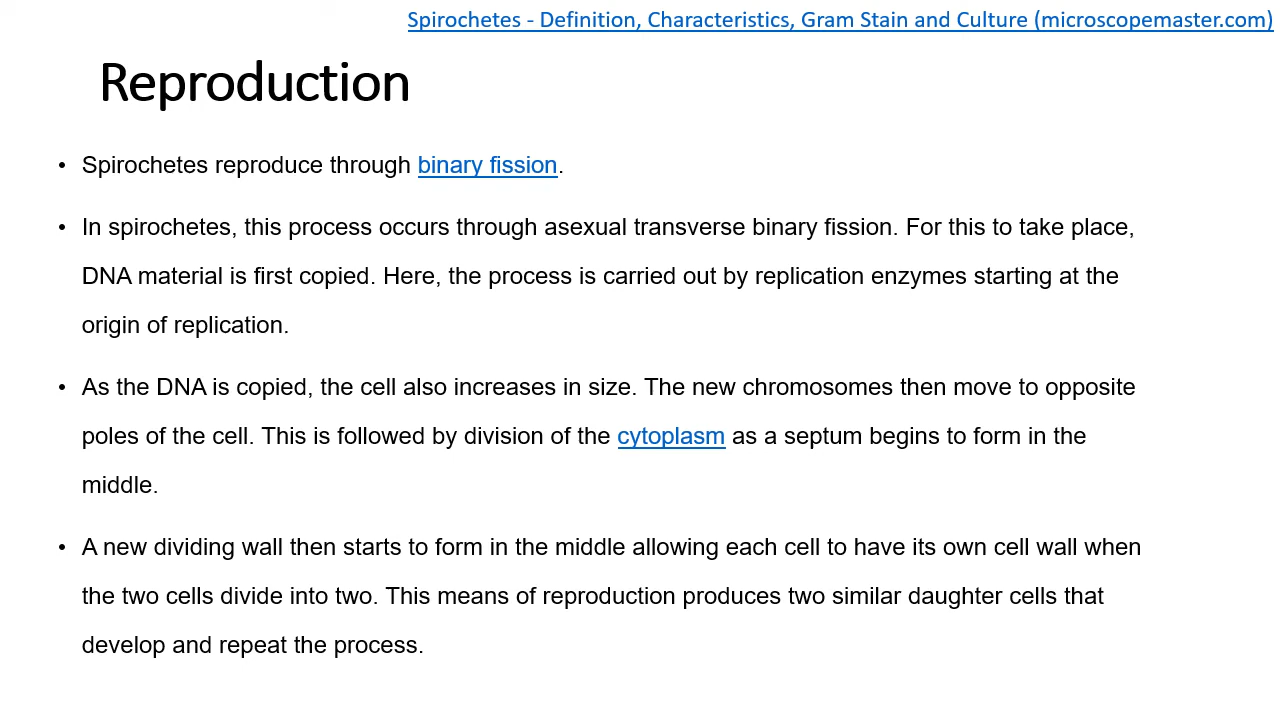 Spirochetes - Definition, Characteristics, Gram Stain and Culture (microscopemaster.com)
Reproduction
• Spirochetes reproduce through binary fission.
• In spirochetes, this process occurs through asexual transverse binary fission. For this to take place,
DNA material is first copied. Here, the process is carried out by replication enzymes starting at the
origin of replication.
• As the DNA is copied, the cell also increases in size. The new chromosomes then move to opposite
poles of the cell. This is followed by division of the cytoplasm as a septum begins to form in the
middle.
• A new dividing wall then starts to form in the middle allowing each cell to have its own cell wall when
the two cells divide into two. This means of reproduction produces two similar daughter cells that
develop and repeat the process.